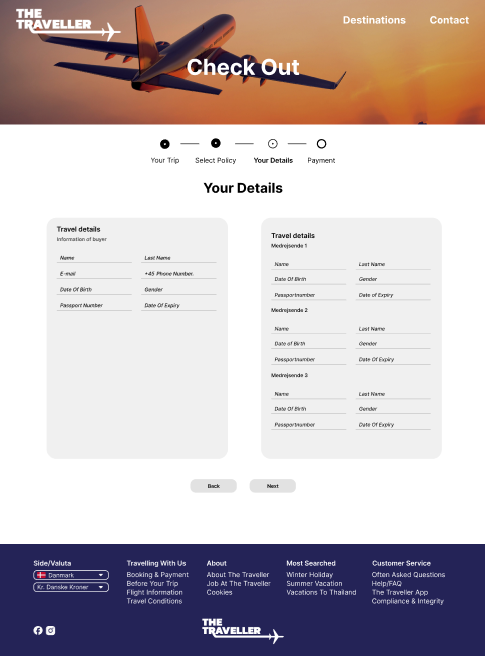 THE
TRAVELLER
Destinations
Contact
Check Out
Your Trip
Select Policy
Your Details
Payment
Your Details
Travel details
Information of buyer
Name
Last Name
E-mail
+45 Phone Number.
Date Of Birth
Gender
Passport Number
Date Of Expiry
Travel details
Medrejsende 1
Name
Last Name
Date Of Birth
Gender
Passportnumber
Date of Expiry
Medrejsende 2
Name
Last Name
Date of Birth
Gender
Passportnumber
Date Of Expiry
Medrejsende 3
Name
Last Name
Date Of Birth
Gender
Passportnumber
Date Of Expiry
Back
Next
Side/Valuta
Danmark
Kr. Danske Kroner
Travelling With Us
Booking & Payment
Before Your Trip
Flight Information
Travel Conditions
About
About The Traveller
Job At The Traveller
Cookies
Most Searched
Winter Holiday
Summer Vacation
Vacations To Thailand
Customer Service
Often Asked Questions
Help/FAQ
The Traveller App
Compliance & Integrity
THE
TRAVELLER